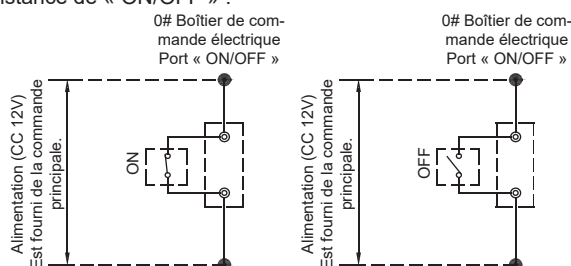 distance de « ON/OFF » :
0# Boîtier de com-
mande électrique
Port « ON/OFF »
Alimentation (CC 12V)
Est fourni de la commande
principale.
ON
0# Boîtier de com-
mande électrique
Port « ON/OFF »
Alimentation (CC 12V)
Est fourni de la commande
principale.
OFF